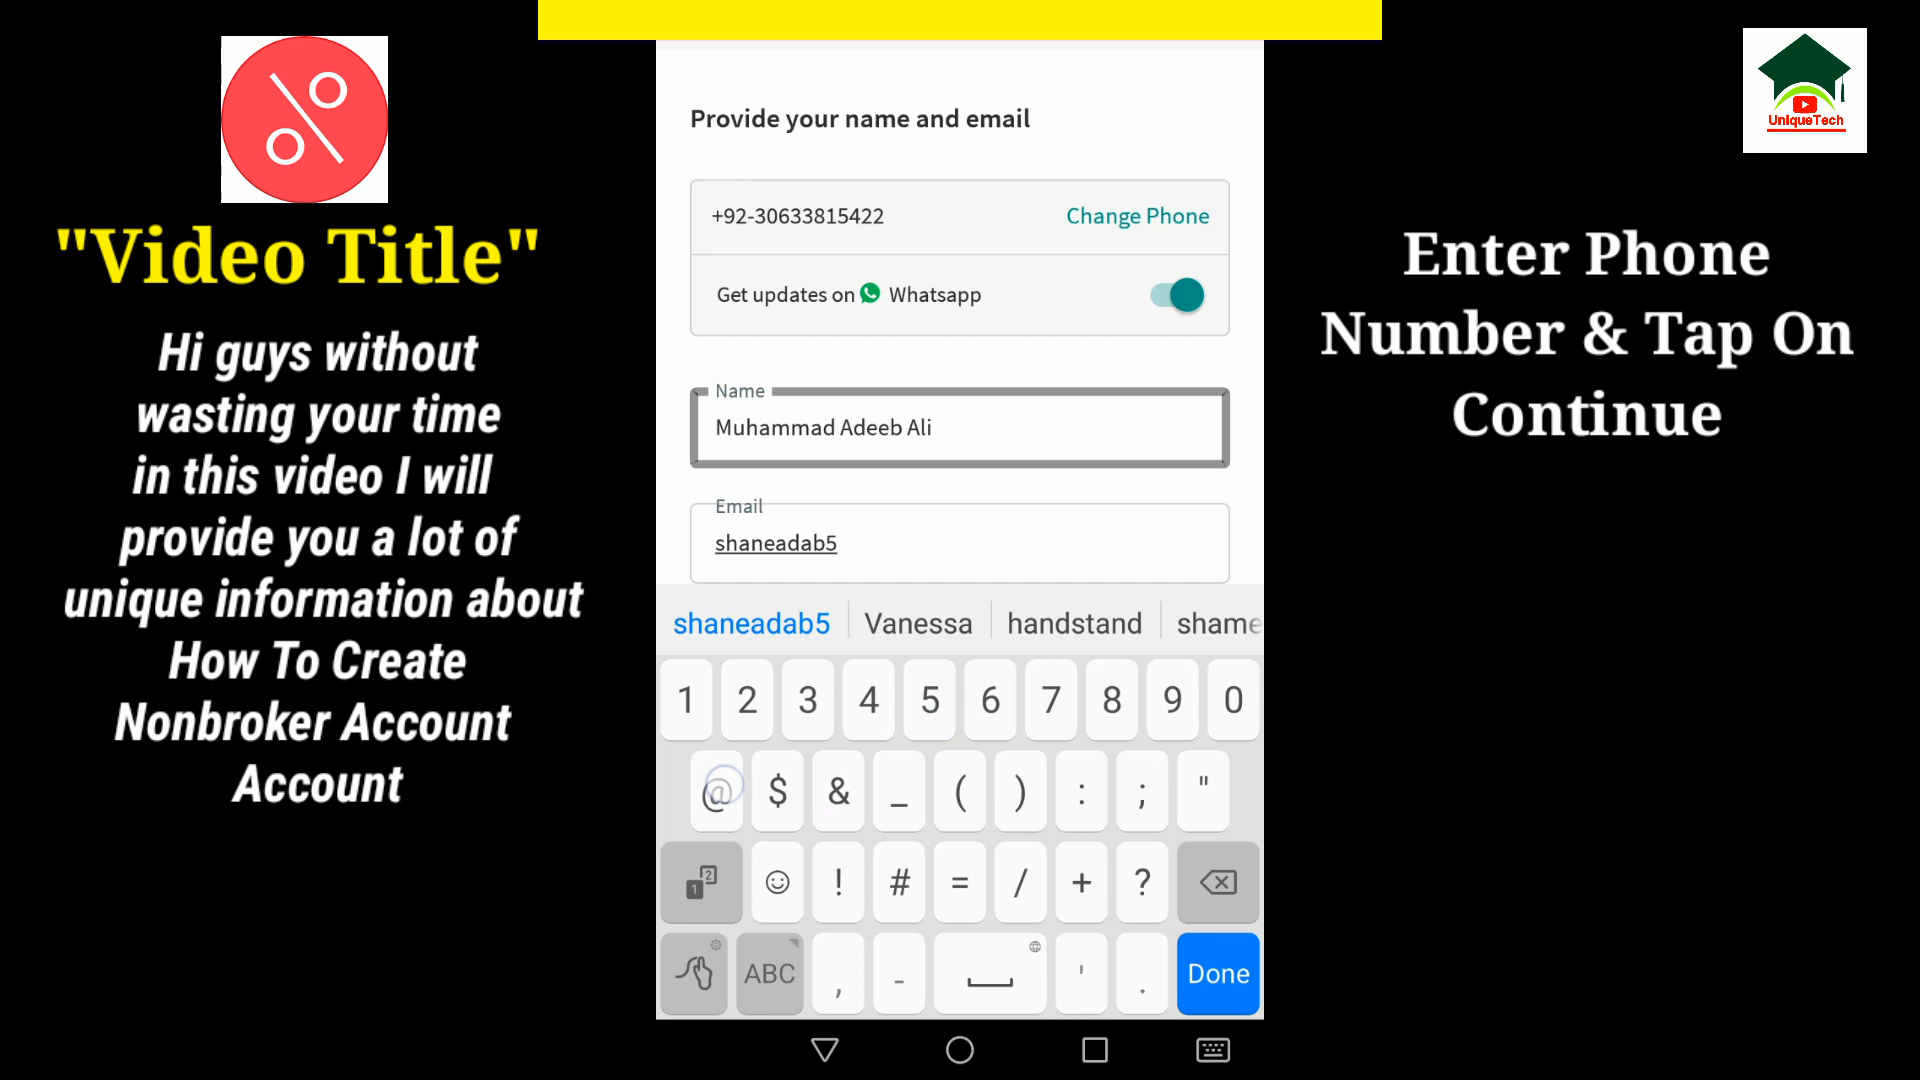 "Video Title"
Hi guys without
wasting your time
in this video I will
provide you a lot of
unique information about
How To Create
Nonbroker Account
Account
Provide your name and email
+92-30633815422
Change Phone
Get updates on Whatsapp
Name
Muhammad Adeeb Ali
Email
shaneadab5
shaneadab5 Vanessa handstand shame
1 2 3 4 5 6 7 8 9 0
@ $ & _ ( ) : ; "
1 2 ! # = / + ?
ABC , - ' . Done
UniqueTech
Enter Phone
Number & Tap On
Continue